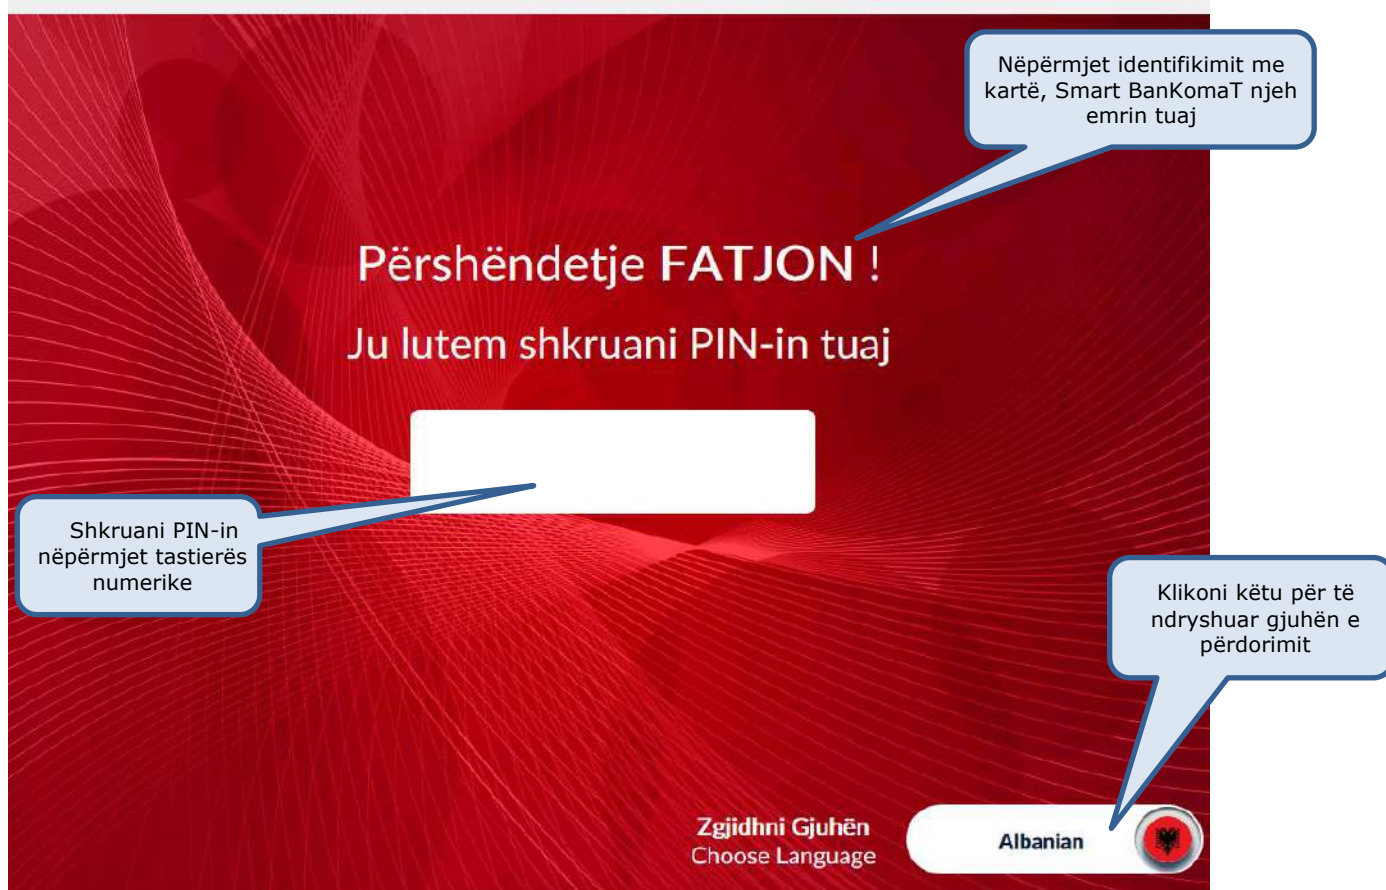 Nëpërmjet identifikimit me
kartë, Smart BanKomaT njeh
emrin tuaj
Përshëndetje FATJON !
Ju lutem shkruani PIN-in tuaj
Shkruani PIN-in
nëpërmjet tastierës
numerike
Klikoni këtu për të
ndryshuar gjuhën e
përdorimit
Zgjidhni Gjuhën
Choose Language
Albanian